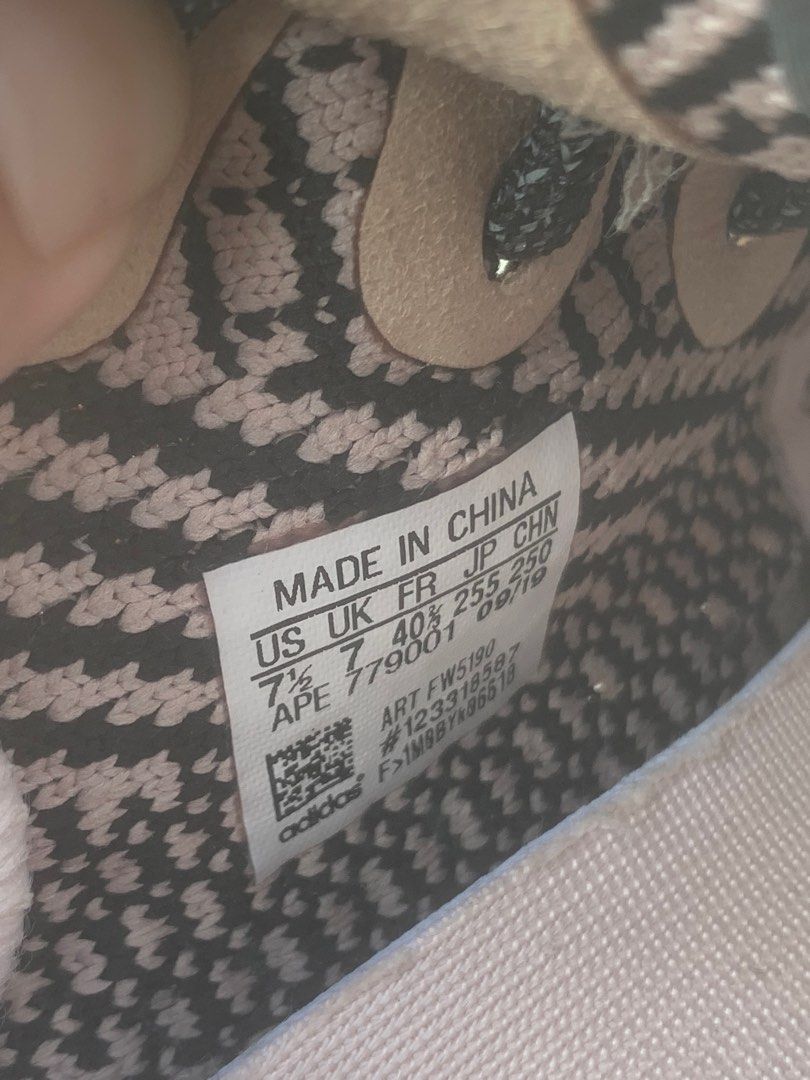 MADE IN CHINA
US UK FR JP CHN
7½ 7 40⅔ 255 250
APE 779001 09/19
ART FW5190
#123318587
F>1M9BYK86618
adidas